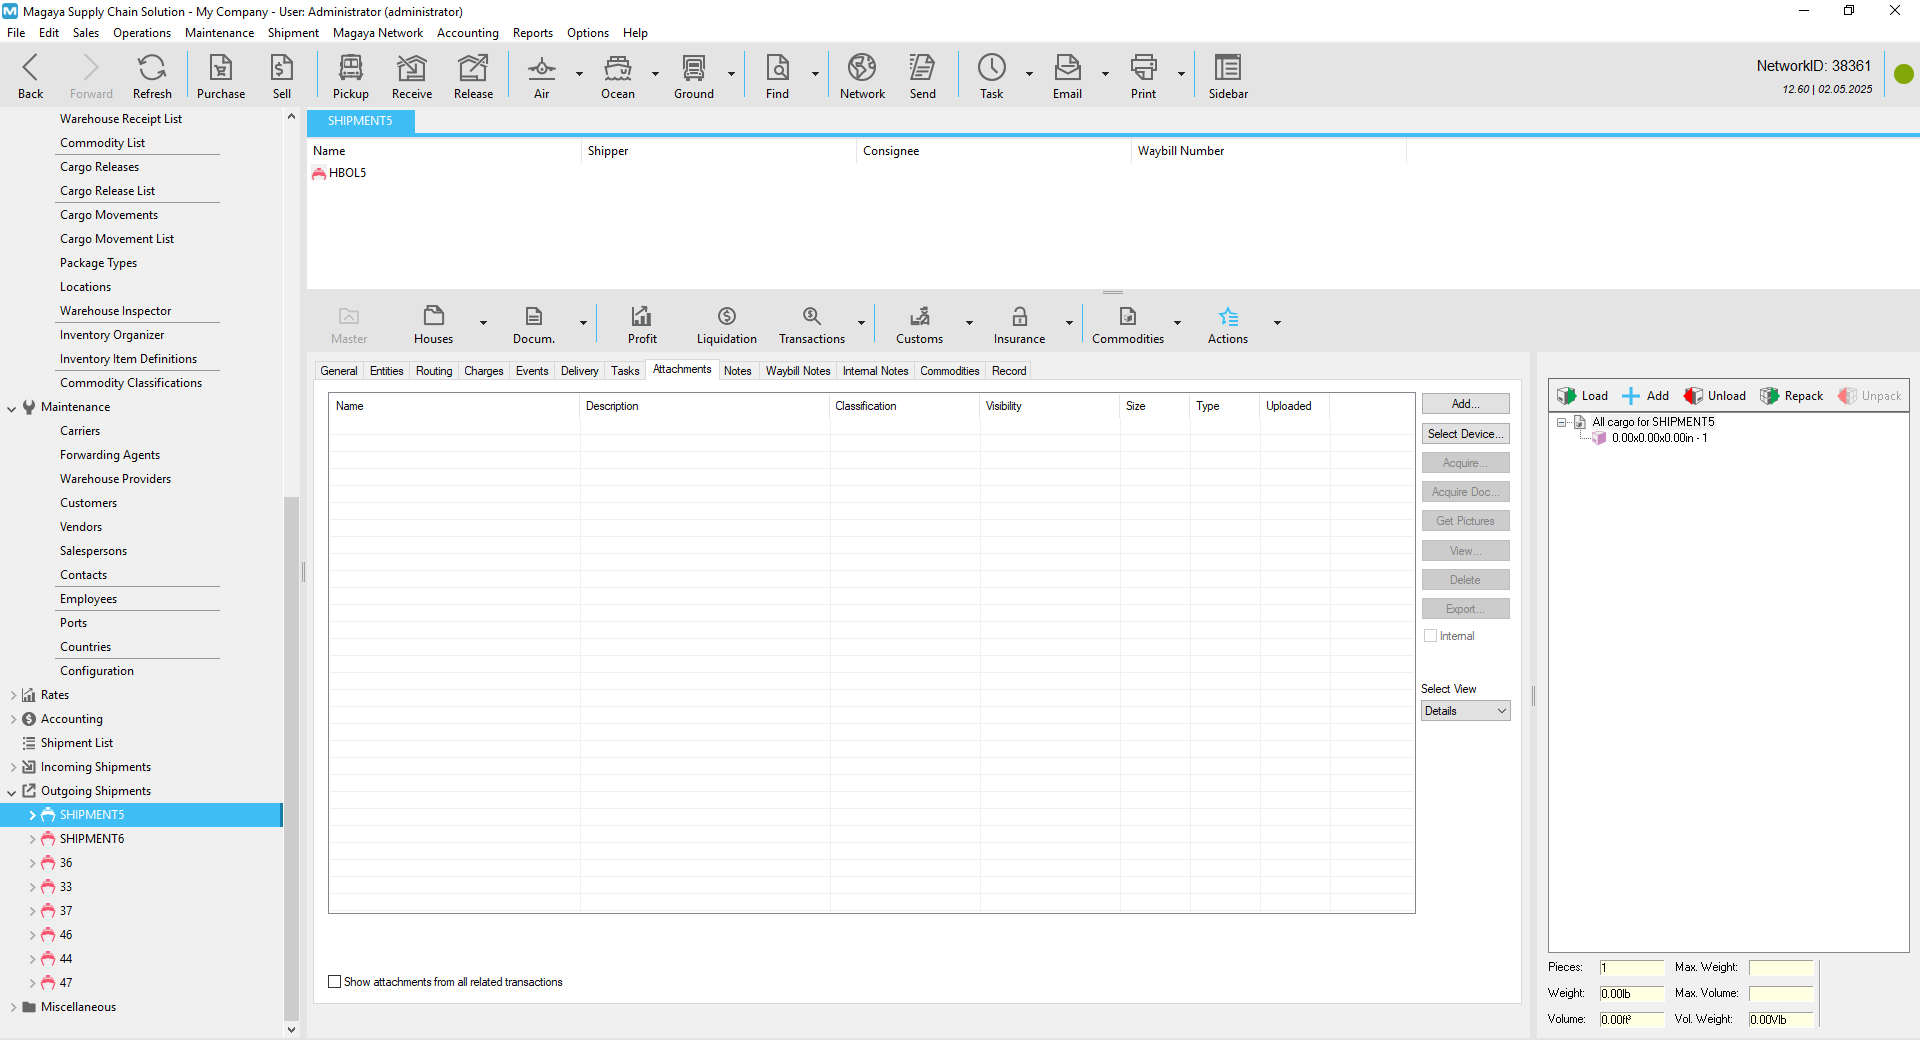 Magaya Supply Chain Solution - My Company - User: Administrator (administrator)
File Edit Sales Operations Maintenance Shipment Magaya Network Accounting Reports Options Help
Back Forward Refresh Purchase Sell Pickup Receive Release Air Ocean Ground Find Network Send Task Email Print Sidebar
NetworkID: 38361
12.60 | 02.05.2025
Warehouse Receipt List
Commodity List
Cargo Releases
Cargo Release List
Cargo Movements
Cargo Movement List
Package Types
Locations
Warehouse Inspector
Inventory Organizer
Inventory Item Definitions
Commodity Classifications
Maintenance
Carriers
Forwarding Agents
Warehouse Providers
Customers
Vendors
Salespersons
Contacts
Employees
Ports
Countries
Configuration
Rates
Accounting
Shipment List
Incoming Shipments
Outgoing Shipments
SHIPMENT5
SHIPMENT6
36
33
37
46
44
47
Miscellaneous
SHIPMENT5
Name Shipper Consignee Waybill Number
HBOL5
Master Houses Docum. Profit Liquidation Transactions Customs Insurance Commodities Actions
General Entities Routing Charges Events Delivery Tasks Attachments Notes Waybill Notes Internal Notes Commodities Record
Name Description Classification Visibility Size Type Uploaded
Add...
Select Device...
Acquire...
Acquire Doc...
Get Pictures
View...
Delete
Export...
Internal
Select View
Details
Show attachments from all related transactions
Load Add Unload Repack Unpack
All cargo for SHIPMENT5
0.00x0.00x0.00in - 1
Pieces: 1 Max. Weight:
Weight: 0.00lb Max. Volume:
Volume: 0.00ft³ Vol. Weight: 0.00Vlb